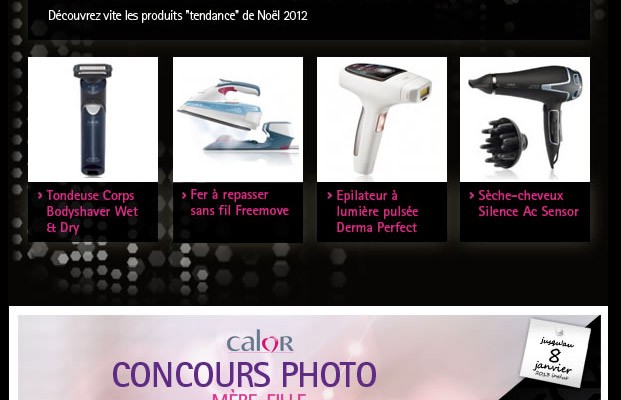 Découvrez vite les produits "tendance" de Noël 2012
> Tondeuse Corps
Bodyshaver Wet
& Dry
> Fer à repasser
sans fil Freemove
> Epilateur à
lumière pulsée
Derma Perfect
> Sèche-cheveux
Silence Ac Sensor
calor
CONCOURS PHOTO
MÈRE-FILLE
jusqu'au
8
janvier
2013 inclus